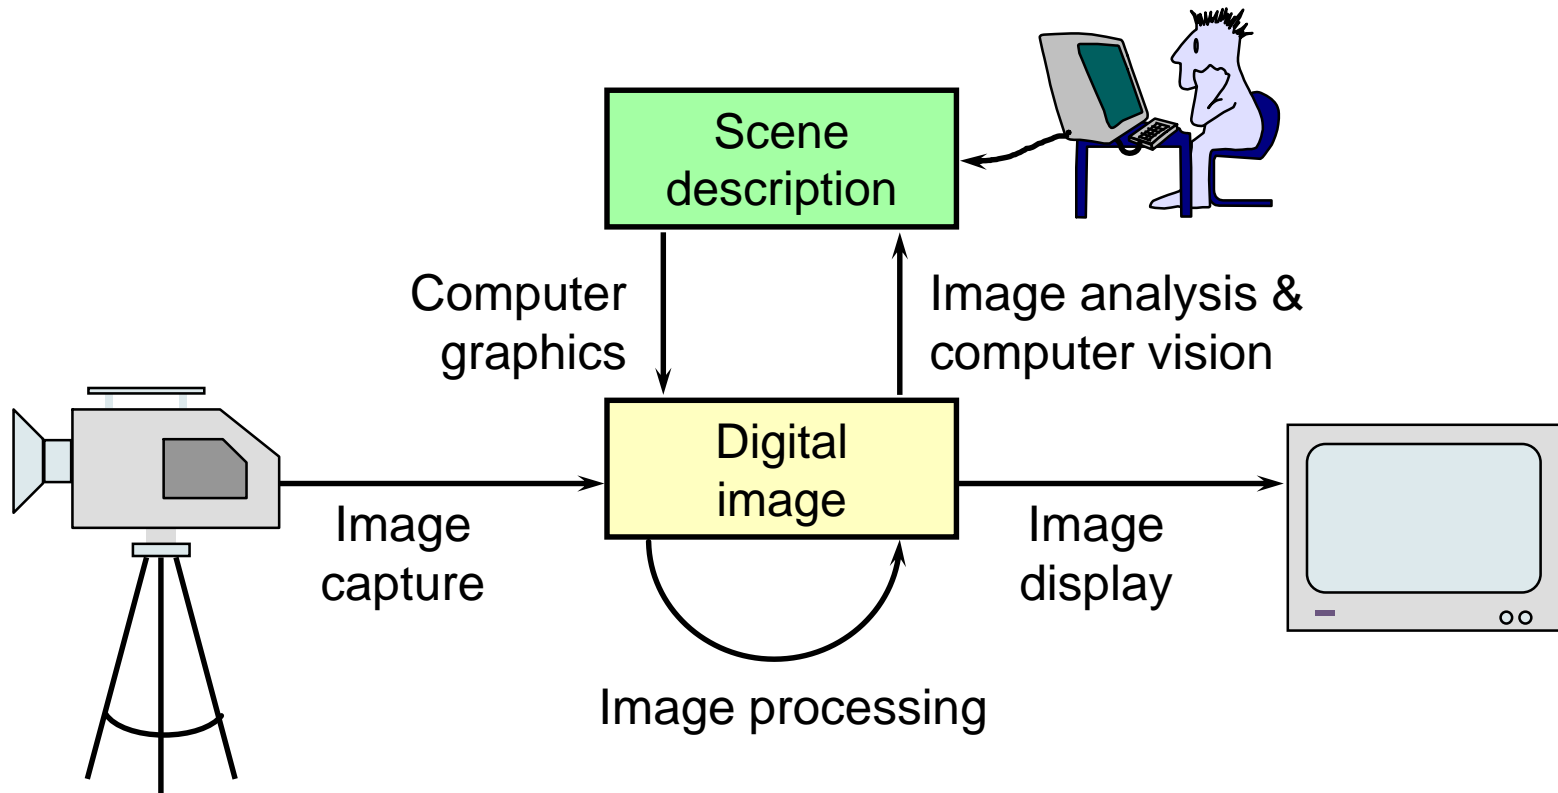 Scene
description
Computer
graphics
Image analysis &
computer vision
Digital
image
Image
capture
Image
display
Image processing